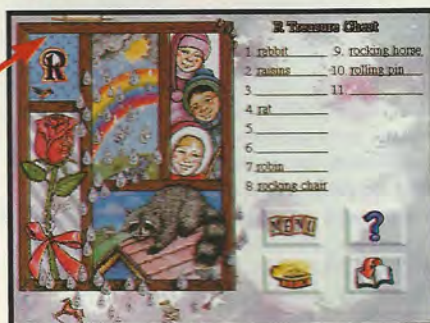 R
R Treasure Chest
1 rabbit
2 raisins
3
4 rat
5
6
7 robin
8 rocking chair
9. rocking horse
10. rolling pin
11
MENU
?